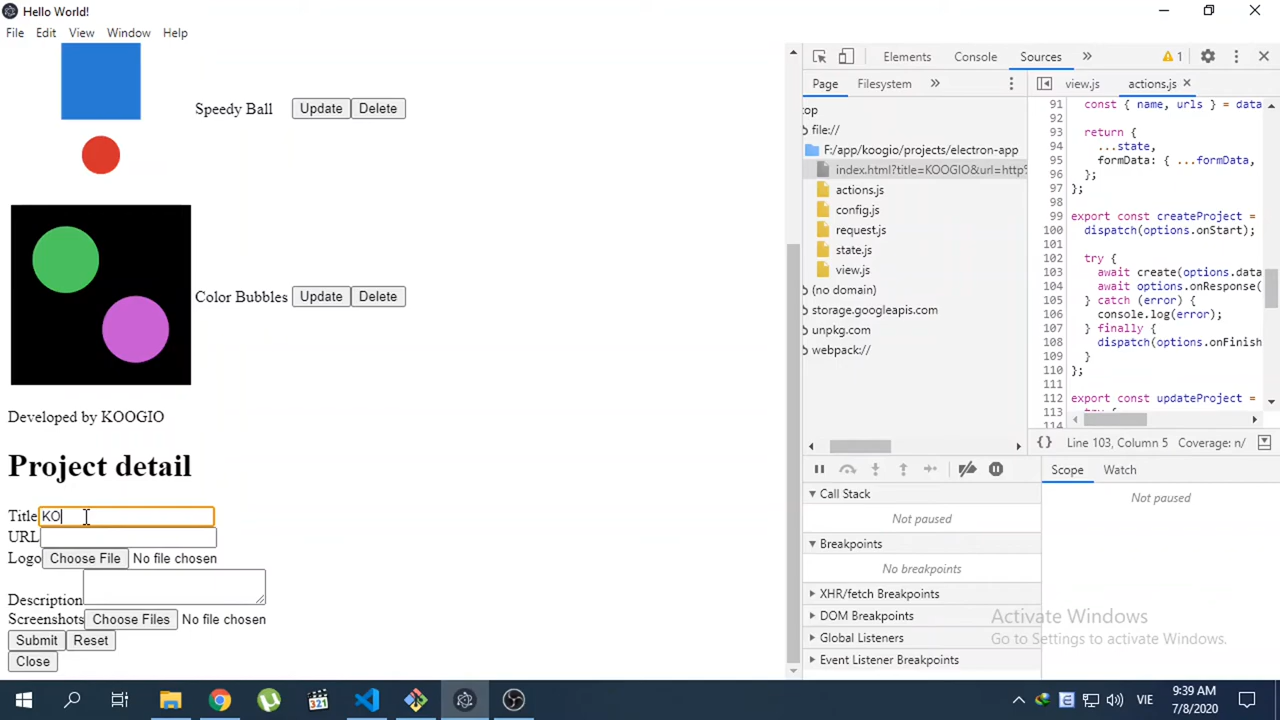 Hello World!
File Edit View Window Help
Speedy Ball Update Delete
Color Bubbles Update Delete
Developed by KOOGIO
Project detail
Title KO
URL
Logo Choose File No file chosen
Description
Screenshots Choose Files No file chosen
Submit Reset
Close
Elements Console Sources » 1
Page Filesystem »
top
file://
F:/app/koogio/projects/electron-app
index.html?title=KOOGIO&url=http%
actions.js
config.js
request.js
state.js
view.js
(no domain)
storage.googleapis.com
unpkg.com
webpack://
view.js actions.js
91 const { name, urls } = data
92
93 return {
94 ...state,
95 formData: { ...formData,
96 };
97 };
98
99 export const createProject =
100 dispatch(options.onStart);
101
102 try {
103 await create(options.data
104 await options.onResponse(
105 } catch (error) {
106 console.log(error);
107 } finally {
108 dispatch(options.onFinish
109 }
110 };
111
112 export const updateProject =
113 try {
114
{ } Line 103, Column 5 Coverage: n/
Call Stack
Not paused
Breakpoints
No breakpoints
XHR/fetch Breakpoints
DOM Breakpoints
Global Listeners
Event Listener Breakpoints
Scope Watch
Not paused
Activate Windows
Go to Settings to activate Windows.
VIE
9:39 AM
7/8/2020